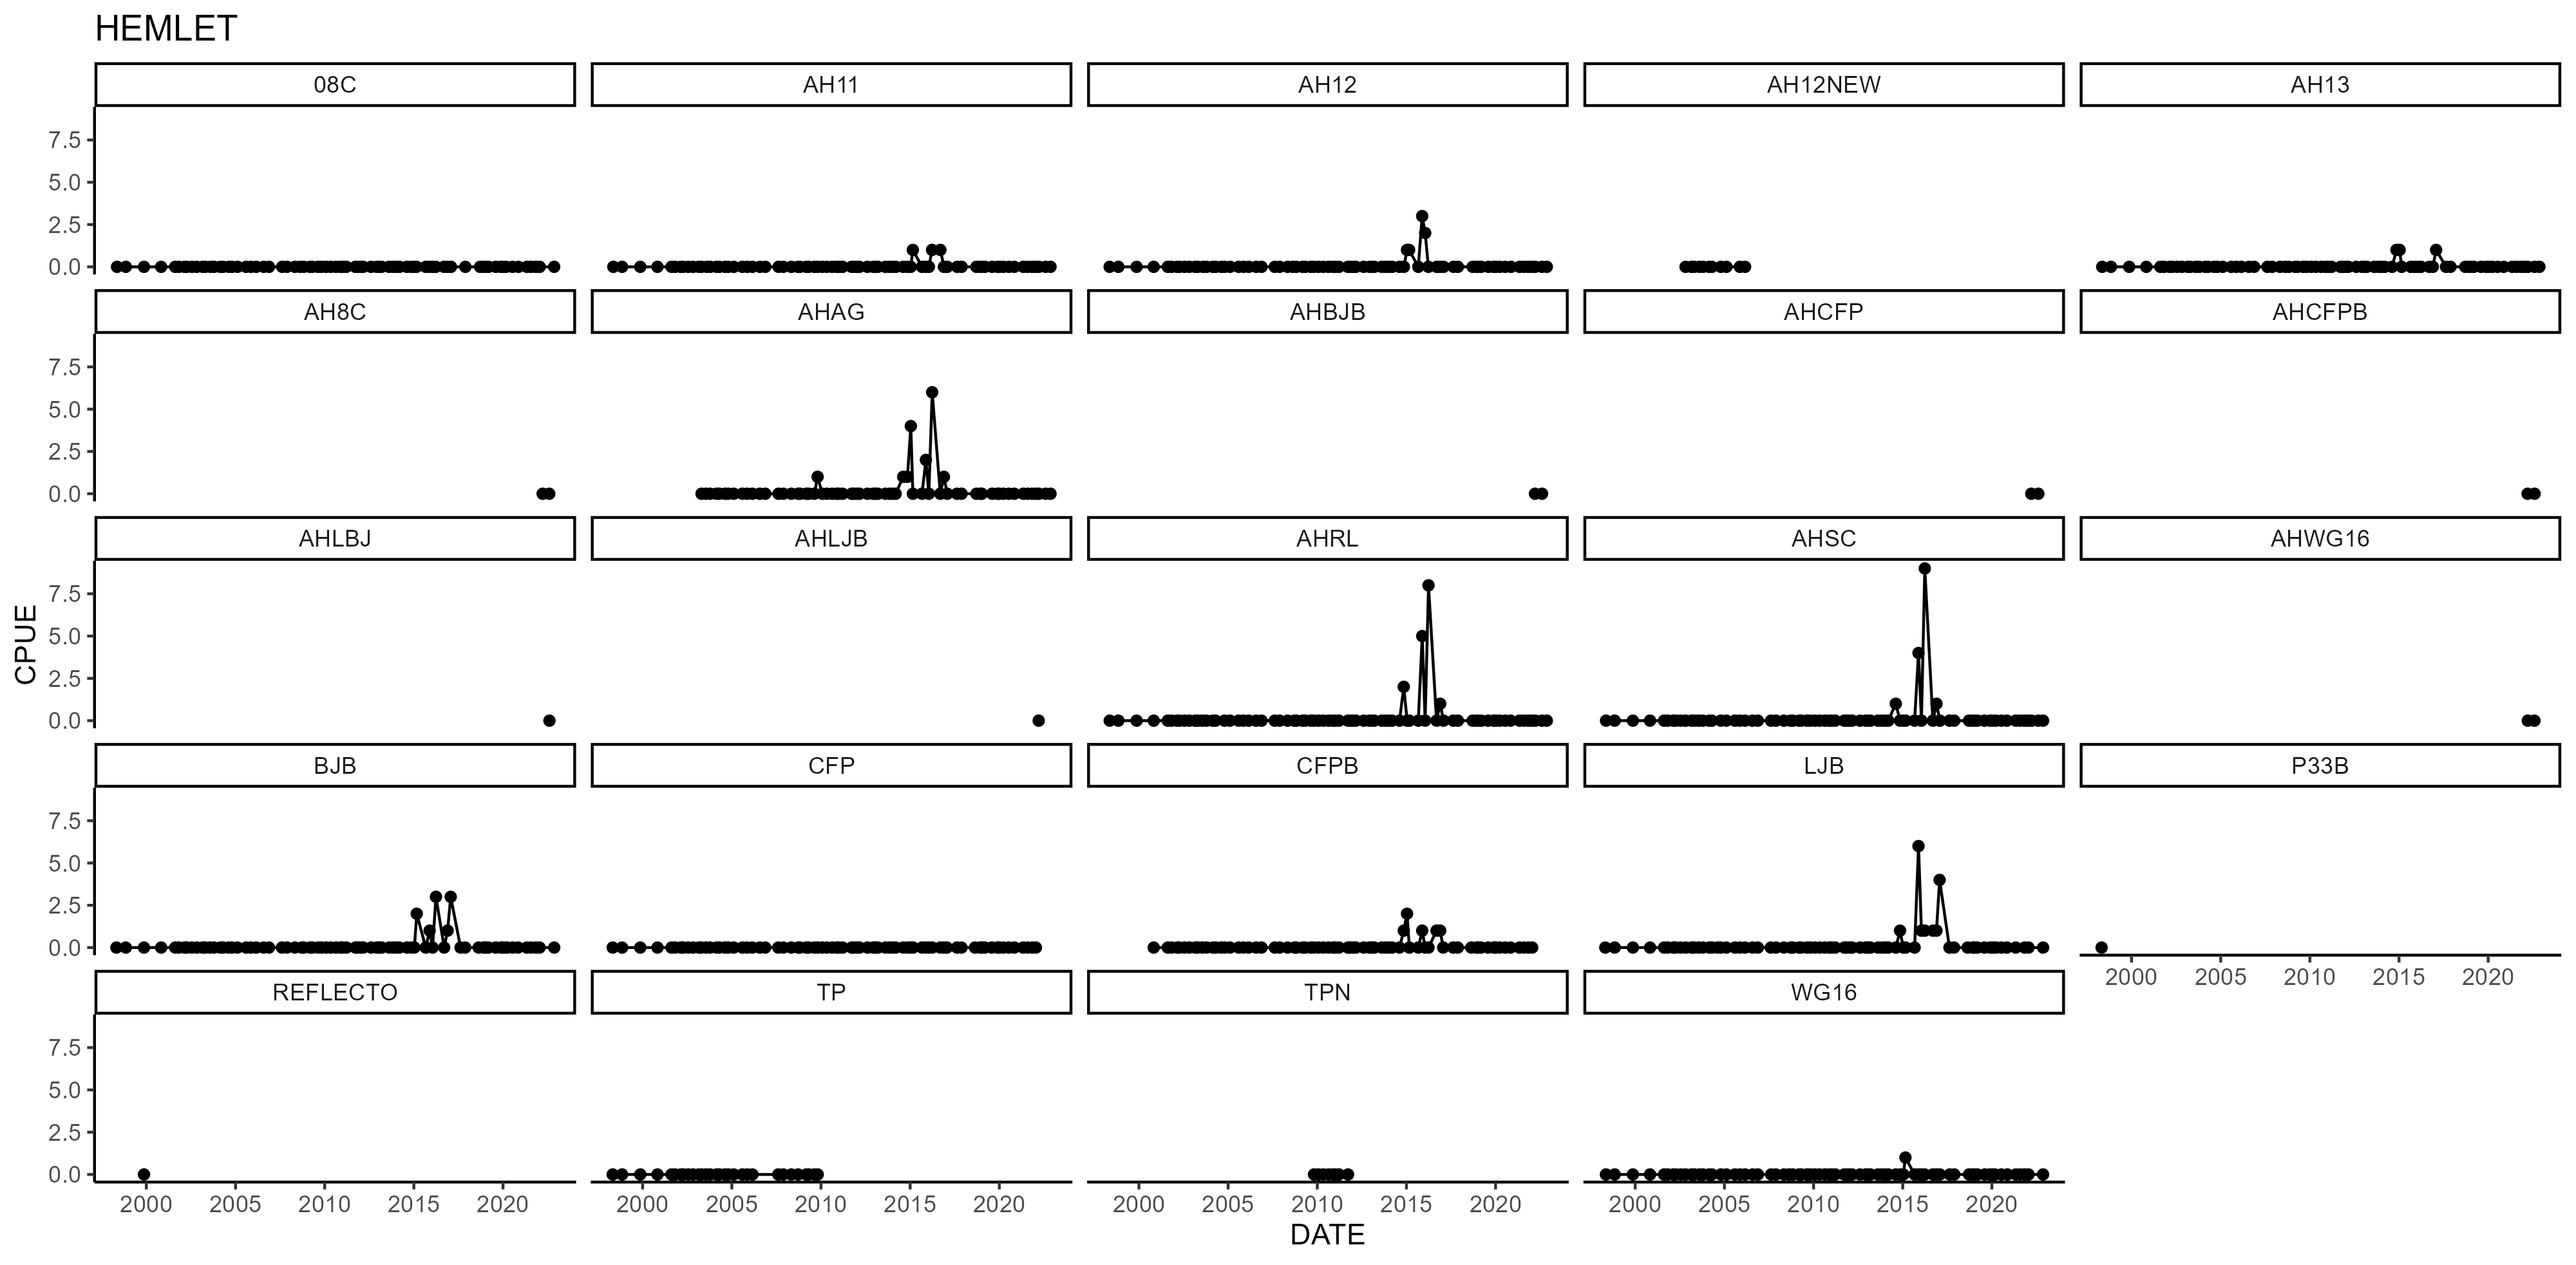 HEMLET
08C AH11 AH12 AH12NEW AH13
7.5
5.0
2.5
0.0
AH8C AHAG AHBJB AHCFP AHCFPB
7.5
5.0
2.5
0.0
AHLBJ AHLJB AHRL AHSC AHWG16
7.5
5.0
2.5
0.0
CPUE
BJB CFP CFPB LJB P33B
7.5
5.0
2.5
0.0
2000 2005 2010 2015 2020
REFLECTO TP TPN WG16
7.5
5.0
2.5
0.0
2000 2005 2010 2015 2020 2000 2005 2010 2015 2020 2000 2005 2010 2015 2020 2000 2005 2010 2015 2020
DATE